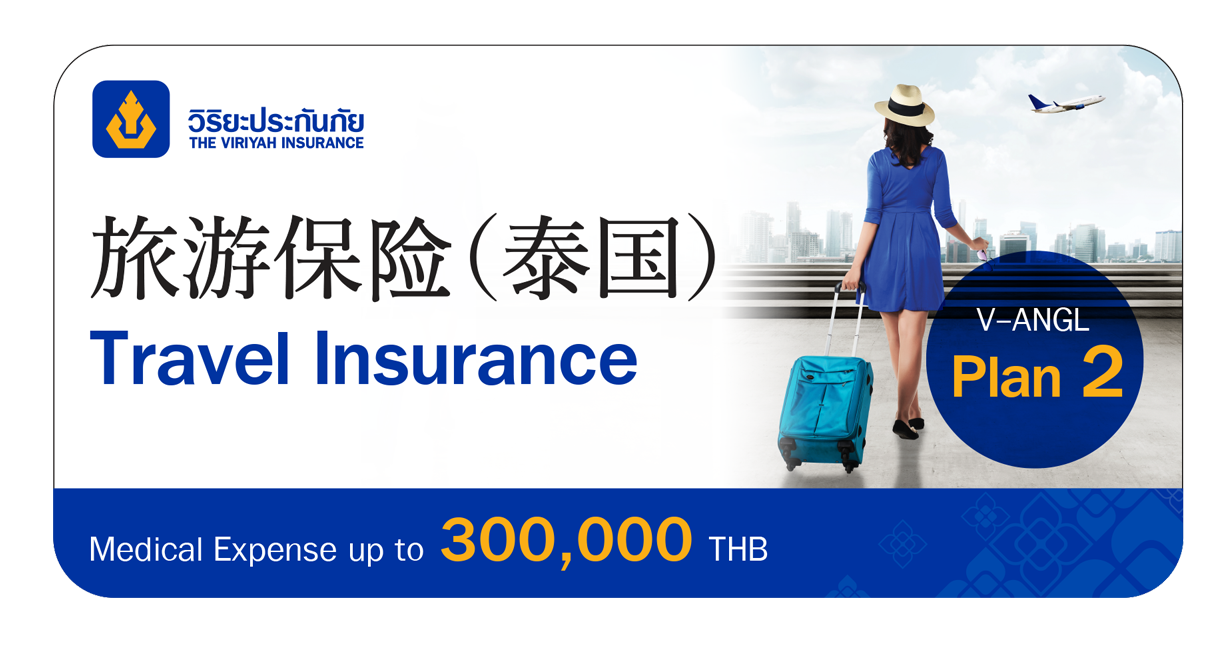 วิริยะประกันภัย
THE VIRIYAH INSURANCE
旅游保险(泰国)
Travel Insurance
V–ANGL
Plan 2
Medical Expense up to 300,000 THB